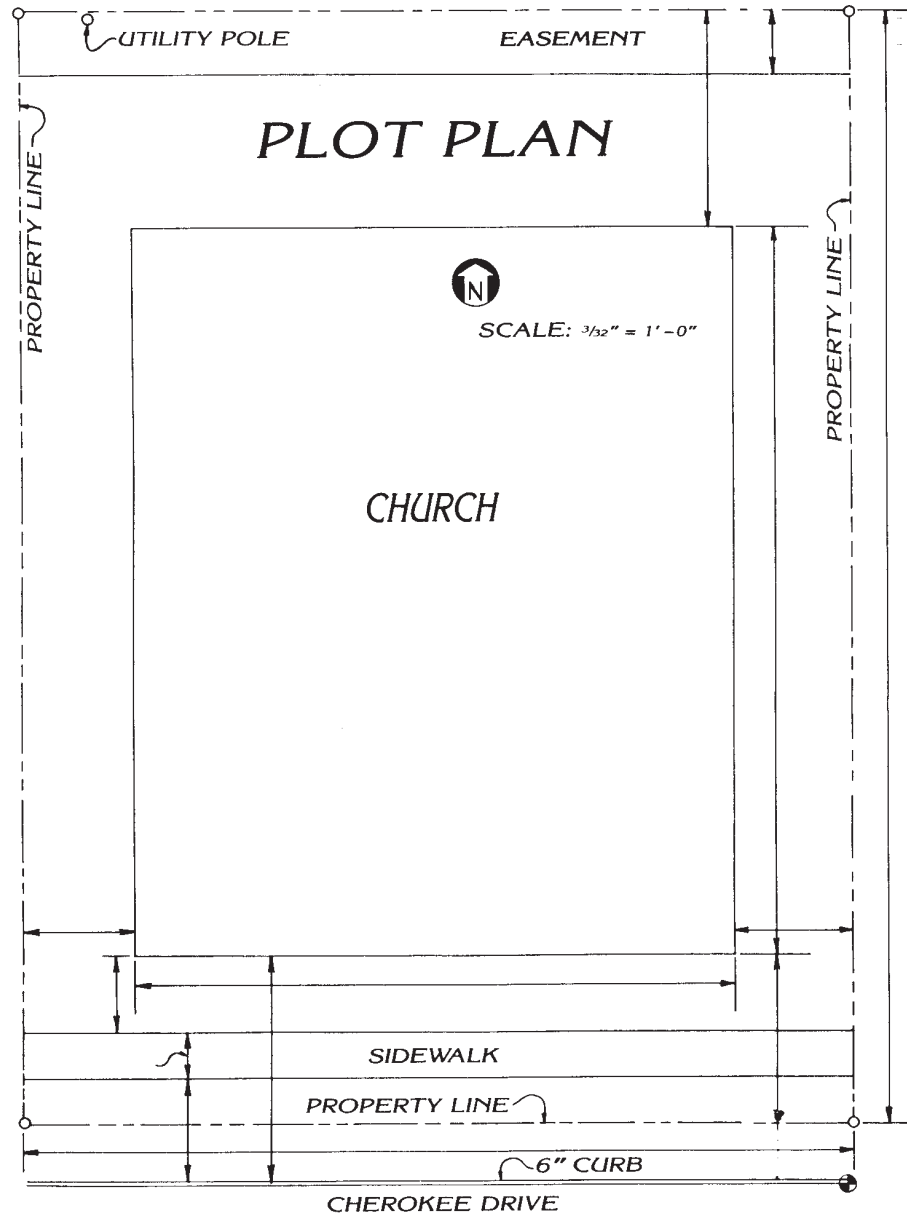 UTILITY POLE
EASEMENT
PLOT PLAN
PROPERTY LINE
PROPERTY LINE
N
SCALE: 3/32" = 1'-0"
CHURCH
SIDEWALK
PROPERTY LINE
6" CURB
CHEROKEE DRIVE